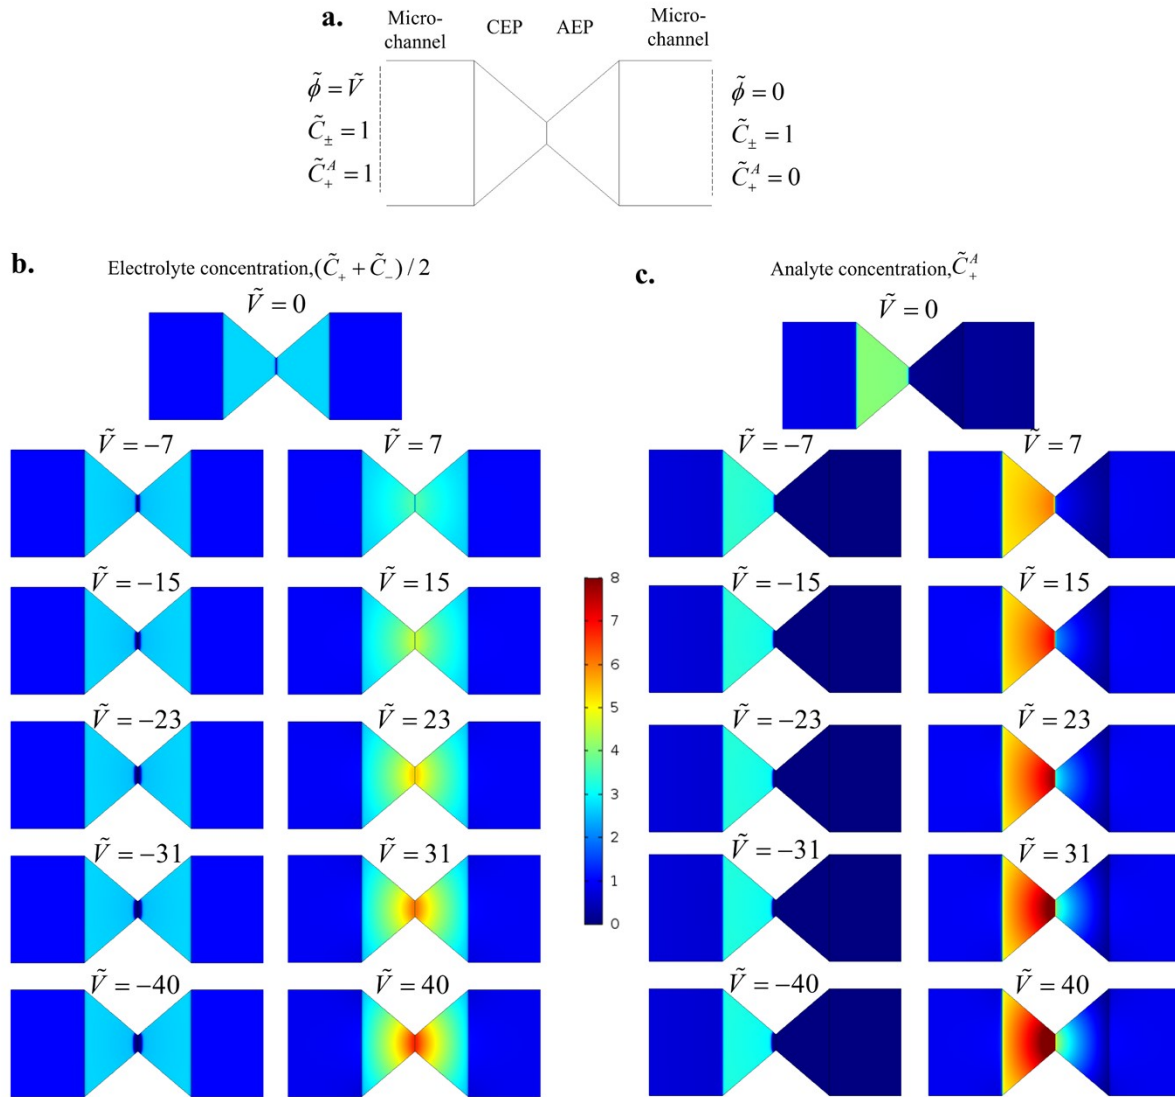 a.
Micro-
channel
CEP
AEP
Micro-
channel
ϕ̃ = Ṽ
C̃± = 1
C̃₊ᴬ = 1
ϕ̃ = 0
C̃± = 1
C̃₊ᴬ = 0
b.
Electrolyte concentration,(C̃₊ + C̃₋) / 2
Ṽ = 0
Ṽ = −7
Ṽ = 7
Ṽ = −15
Ṽ = 15
Ṽ = −23
Ṽ = 23
Ṽ = −31
Ṽ = 31
Ṽ = −40
Ṽ = 40
8
7
6
5
4
3
2
1
0
c.
Analyte concentration,C̃₊ᴬ
Ṽ = 0
Ṽ = −7
Ṽ = 7
Ṽ = −15
Ṽ = 15
Ṽ = −23
Ṽ = 23
Ṽ = −31
Ṽ = 31
Ṽ = −40
Ṽ = 40